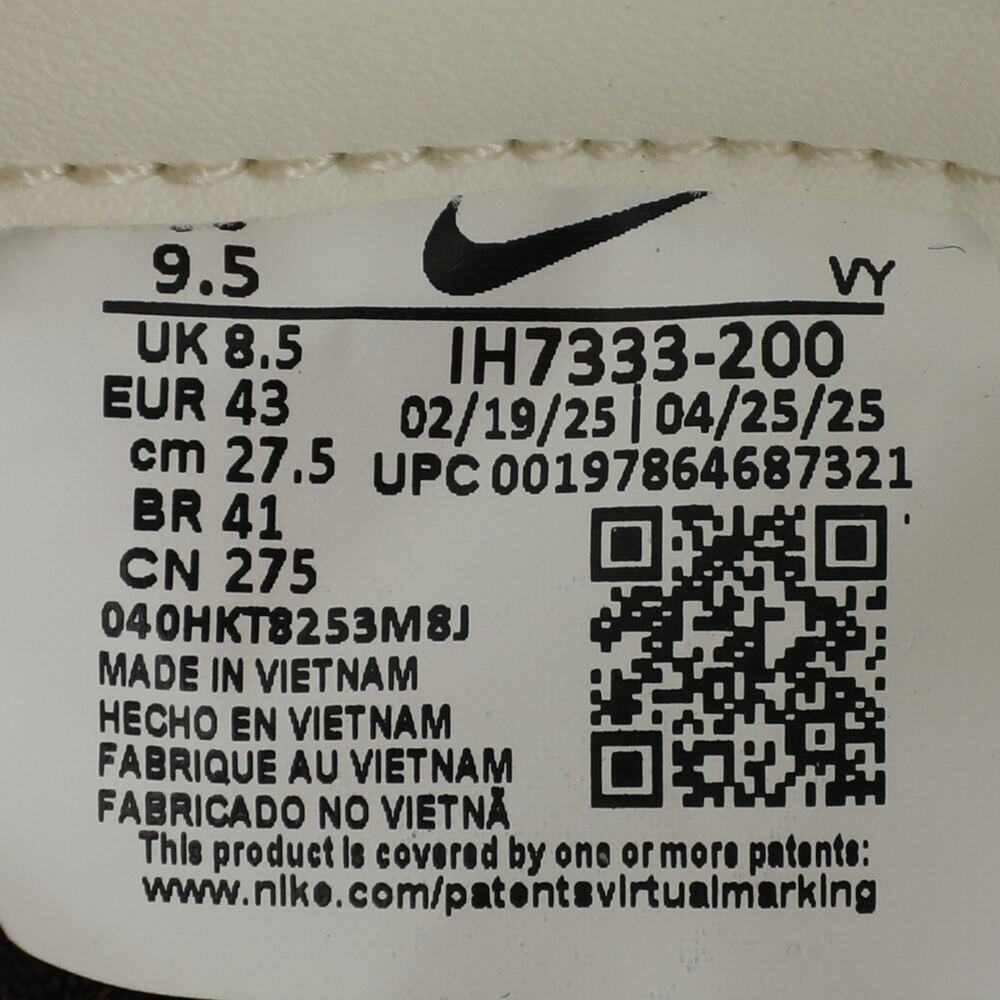 9.5
VY
UK 8.5
IH7333-200
EUR 43
02/19/25 | 04/25/25
cm 27.5
UPC 00197864687321
BR 41
CN 275
040HKT8253M8J
MADE IN VIETNAM
HECHO EN VIETNAM
FABRIQUE AU VIETNAM
FABRICADO NO VIETNÃ
This product is covered by one or more patents:
www.nike.com/patentsvirtualmarking